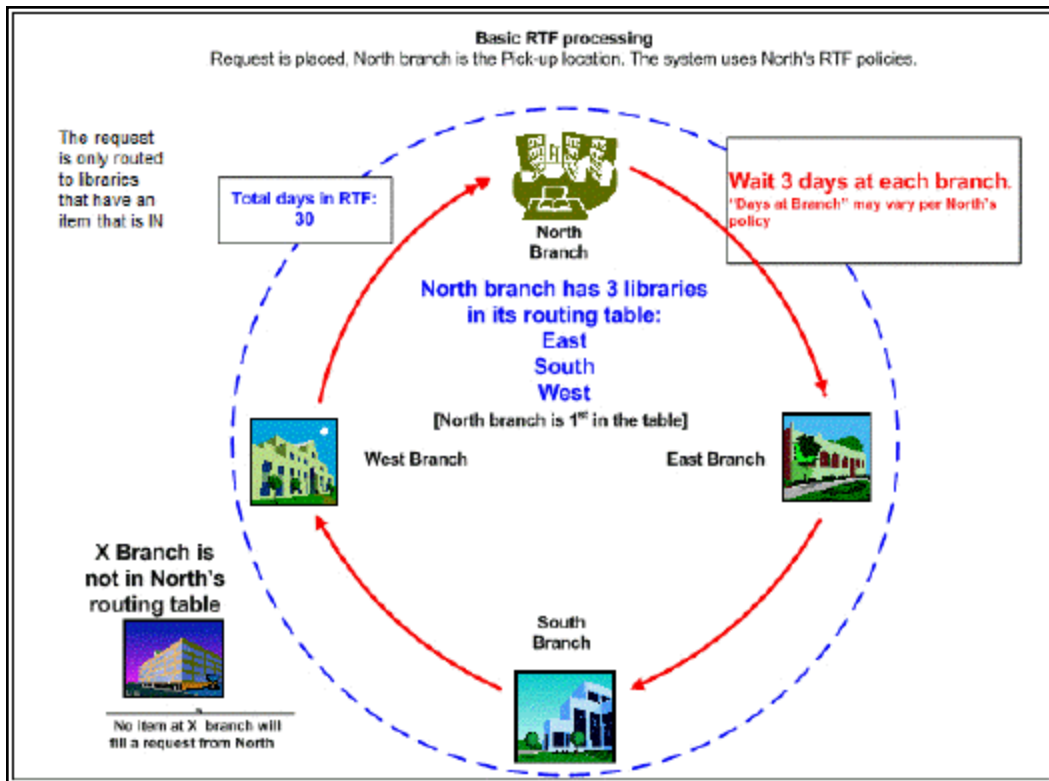 Basic RTF processing
Request is placed, North branch is the Pick-up location. The system uses North's RTF policies.
The request
is only routed
to libraries
that have an
item that is IN
Total days in RTF:
30
North
Branch
Wait 3 days at each branch.
"Days at Branch" may vary per North's
policy
North branch has 3 libraries
in its routing table:
East
South
West
[North branch is 1st in the table]
West Branch
East Branch
X Branch is
not in North's
routing table
South
Branch
No item at X branch will
fill a request from North